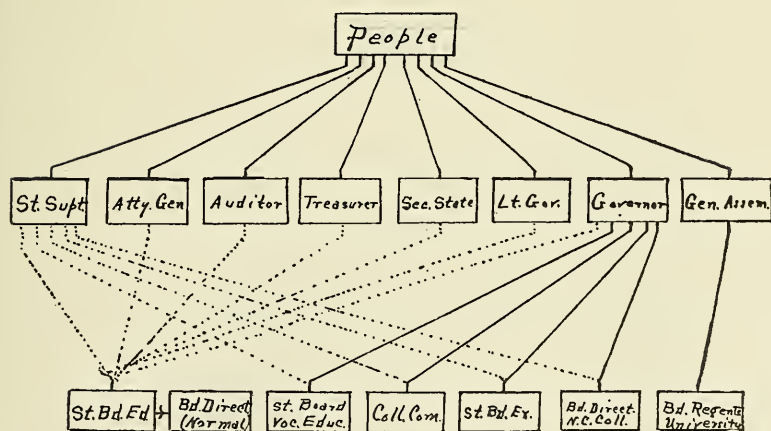 People
St. Supt.
Atty. Gen
Auditor
Treasurer
Sec. State
Lt. Gov.
Governor
Gen. Assem.
St. Bd. Ed
Bd. Direct
(Normal)
St. Board
Voc. Educ.
Coll. Com.
St. Bd. Ex.
Bd. Direct.
N.C. Coll.
Bd. Regents
University